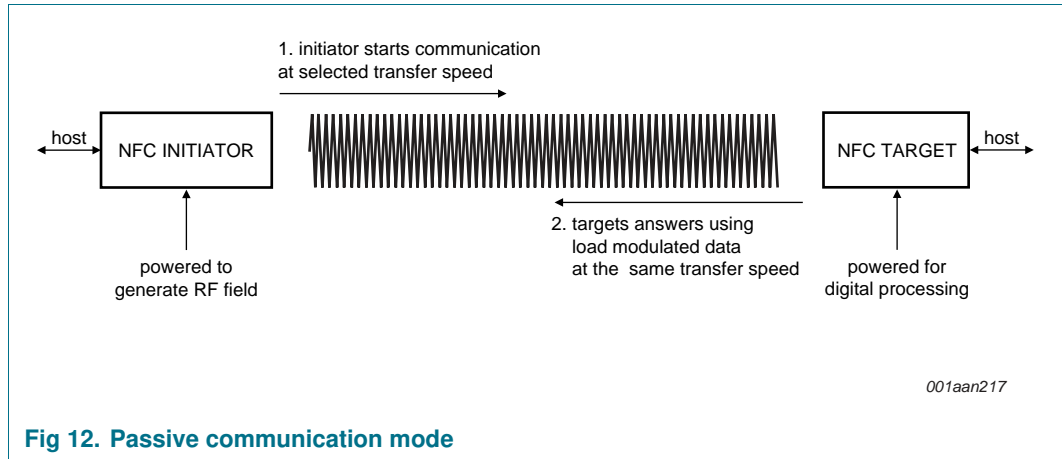 1. initiator starts communication
at selected transfer speed
host
NFC INITIATOR
NFC TARGET
host
2. targets answers using
load modulated data
at the same transfer speed
powered to
generate RF field
powered for
digital processing
001aan217
Fig 12. Passive communication mode